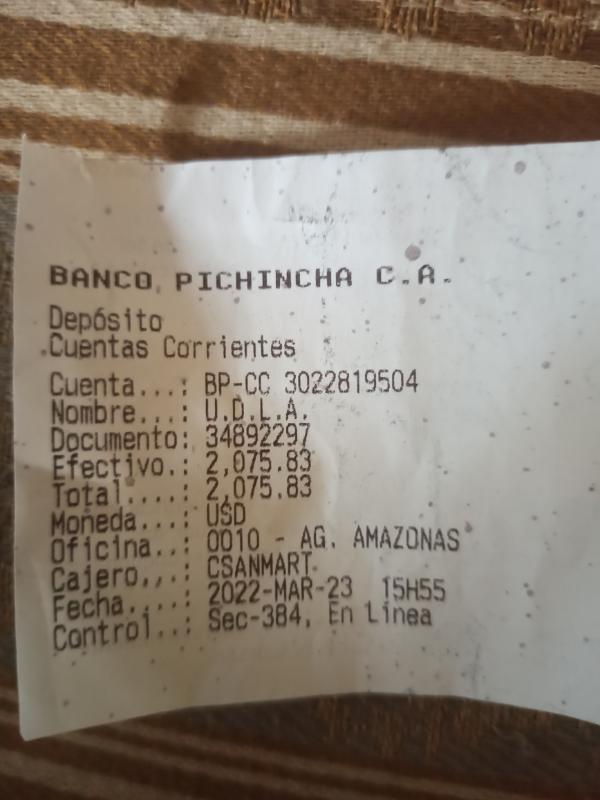 BANCO PICHINCHA C.A.
Depósito
Cuentas Corrientes
Cuenta...: BP-CC 3022819504
Nombre...: U.D.L.A.
Documento: 34892297
Efectivo.: 2,075.83
Total....: 2,075.83
Moneda...: USD
Oficina..: 0010 - AG. AMAZONAS
Cajero...: CSANMART
Fecha....: 2022-MAR-23 15H55
Control..: Sec-384, En Línea